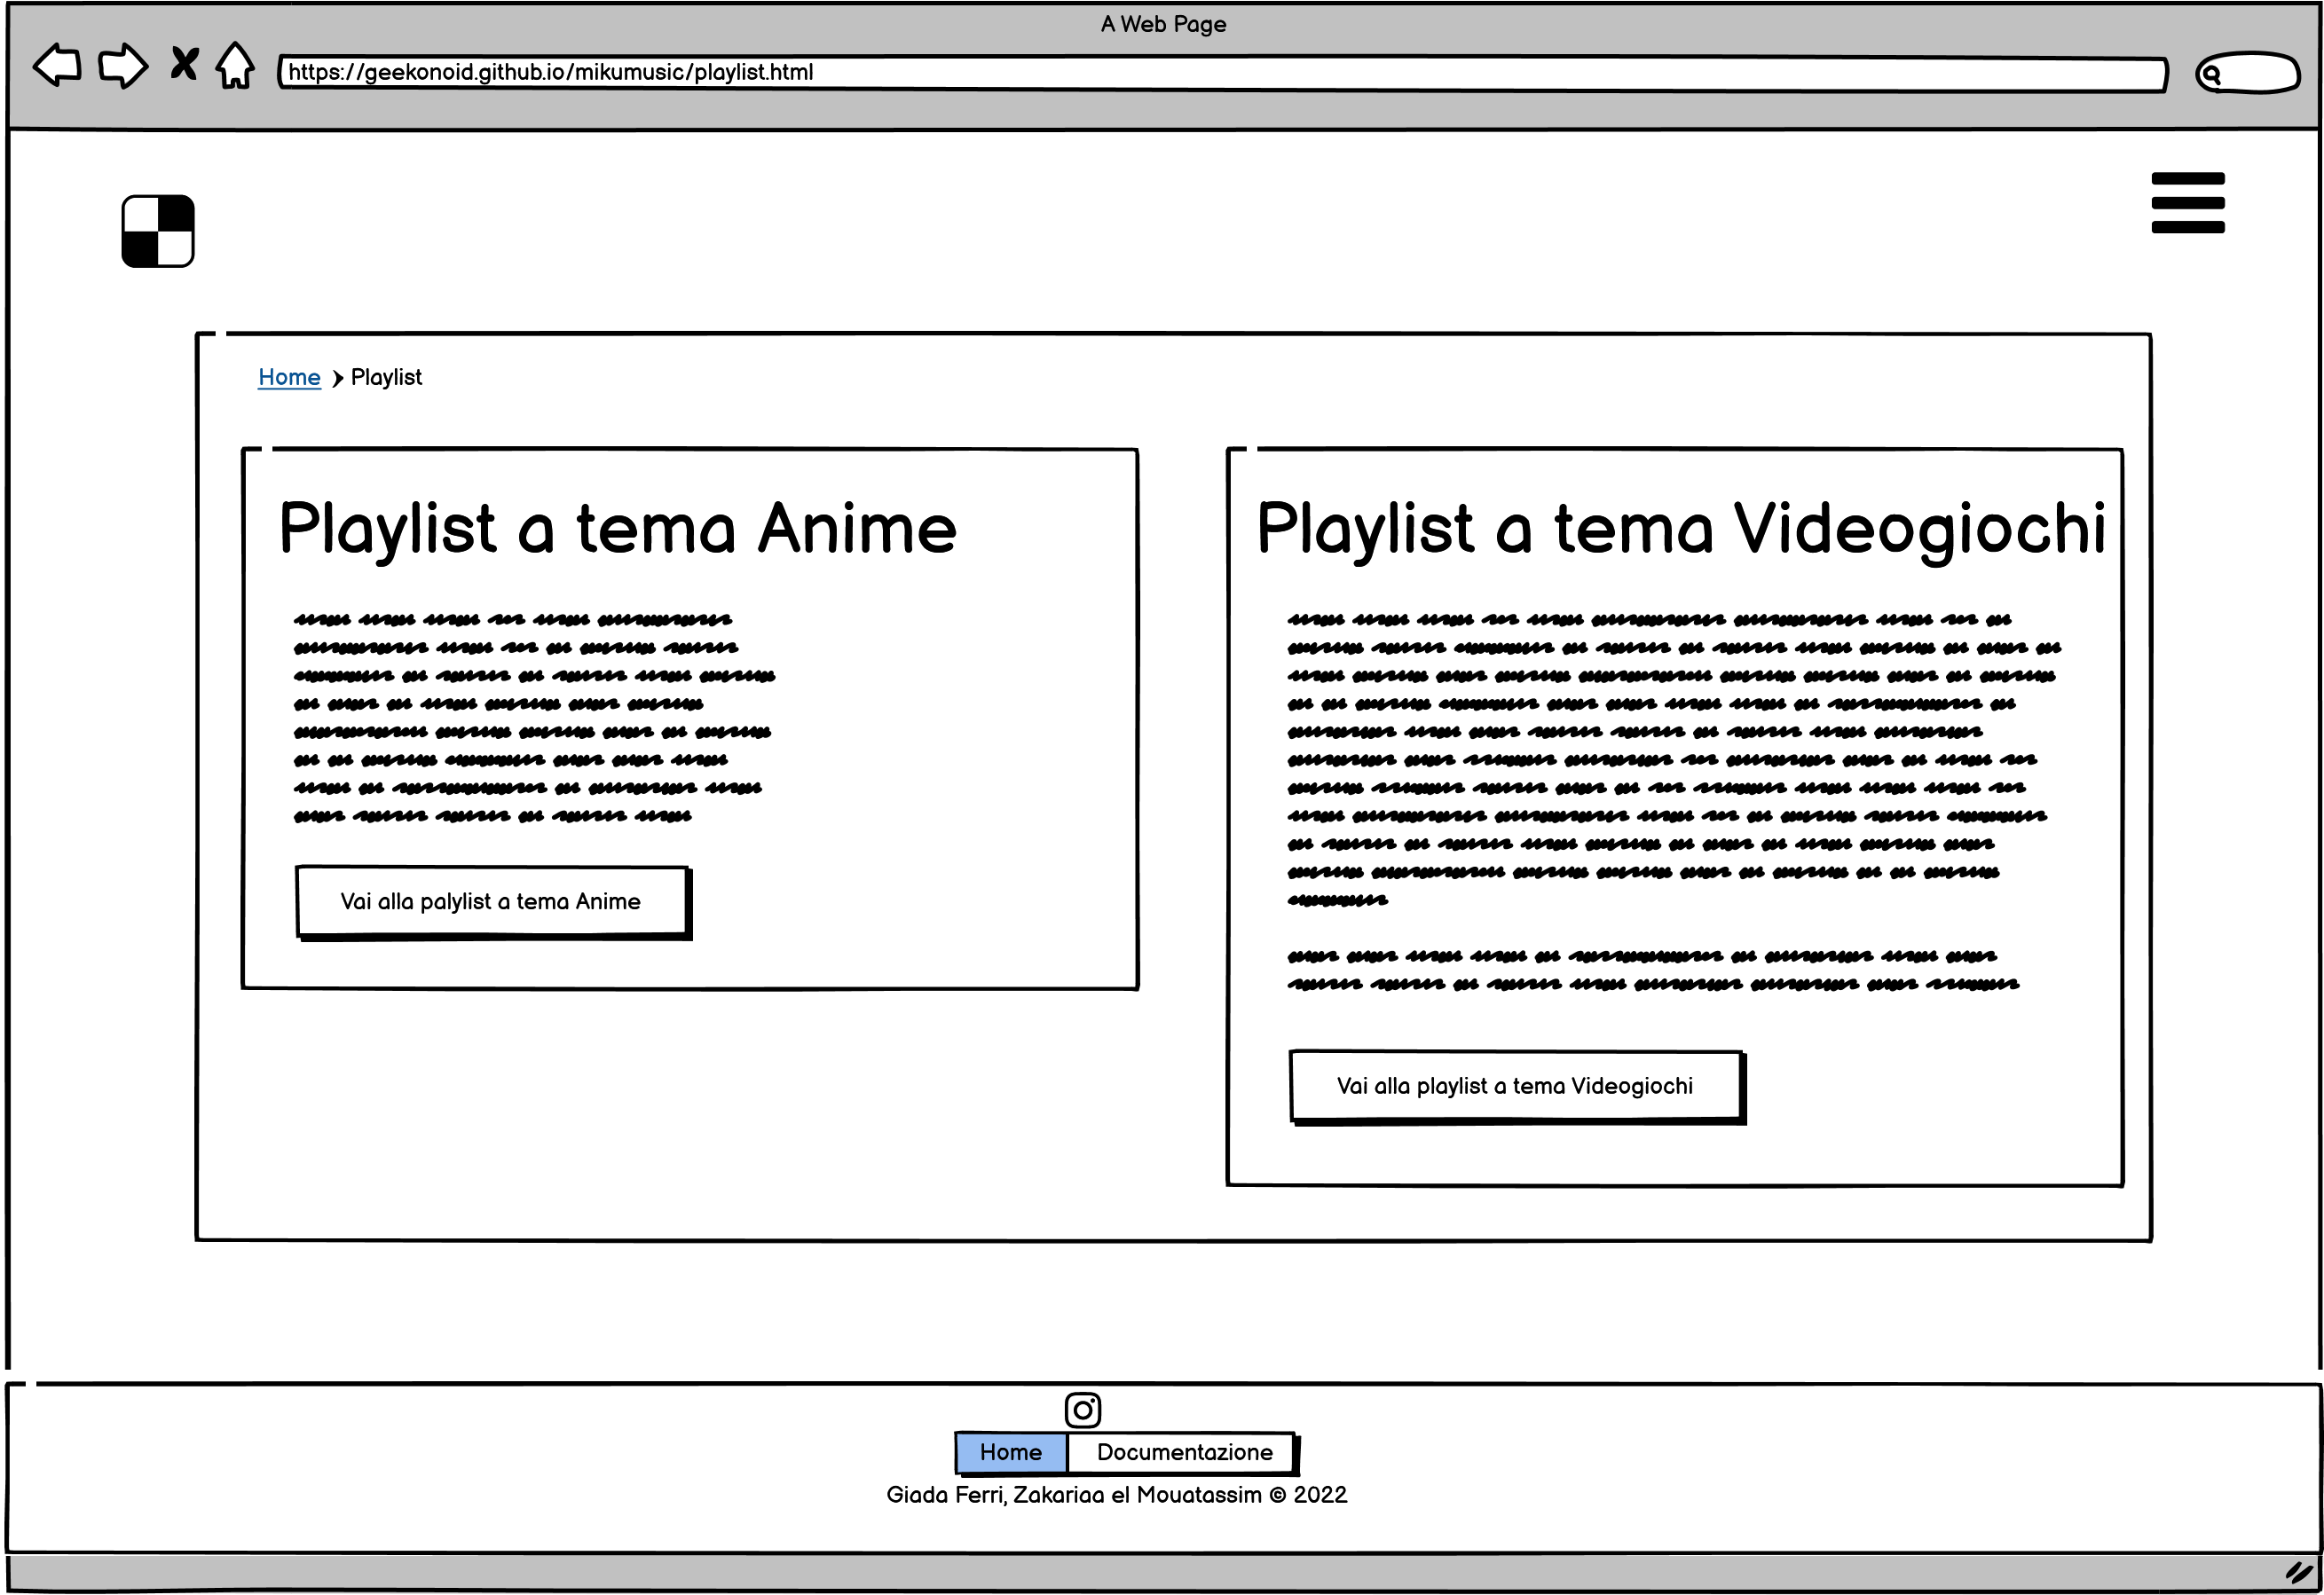 A Web Page
https://geekonoid.github.io/mikumusic/playlist.html
Home > Playlist
Playlist a tema Anime
Vai alla palylist a tema Anime
Playlist a tema Videogiochi
Vai alla playlist a tema Videogiochi
Home Documentazione
Giada Ferri, Zakariaa el Mouatassim © 2022